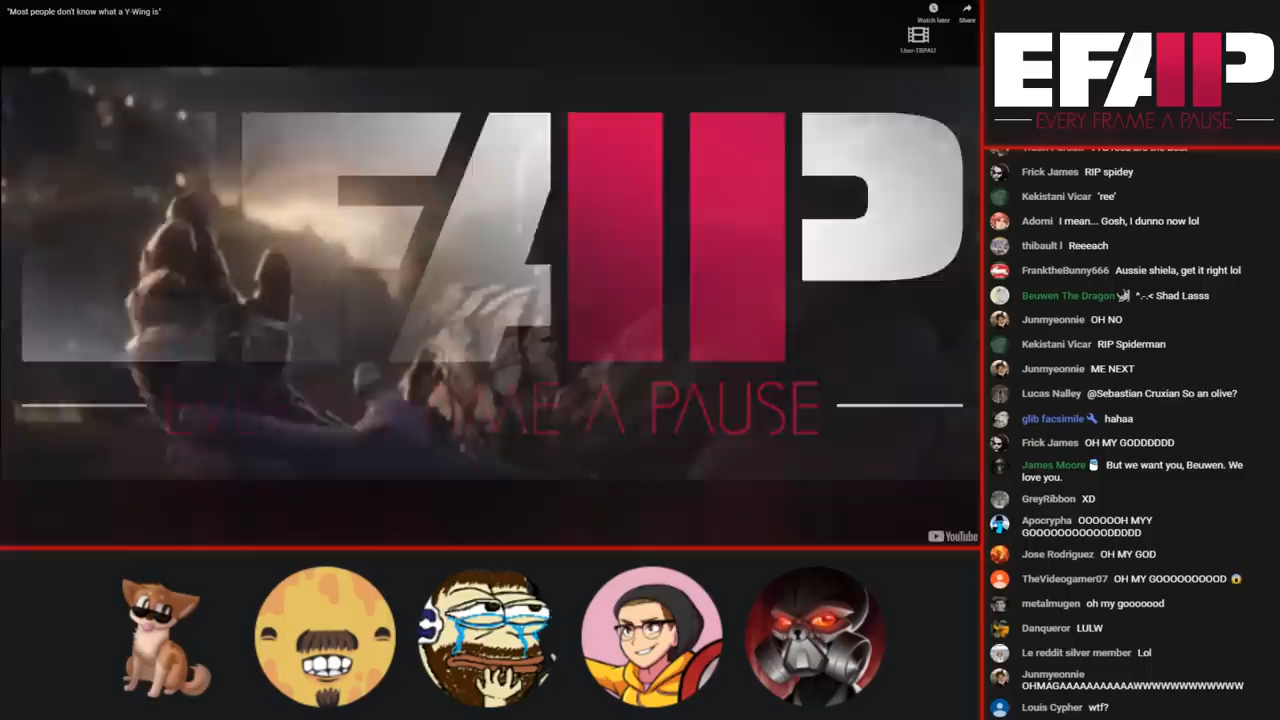 "Most people don't know what a Y-Wing is"
Watch later
Share
User-TBPAU
EFAP
EVERY FRAME A PAUSE
YouTube
EFAP
EVERY FRAME A PAUSE
Frick James RIP spidey
Kekistani Vicar 'ree'
Adorni I mean... Gosh, I dunno now lol
thibault l Reeeach
FranktheBunny666 Aussie shiela, get it right lol
Beuwen The Dragon ^.-.< Shad Lasss
Junmyeonnie OH NO
Kekistani Vicar RIP Spiderman
Junmyeonnie ME NEXT
Lucas Nalley @Sebastian Cruxian So an olive?
glib facsimile hahaa
Frick James OH MY GODDDDDD
James Moore But we want you, Beuwen. We
love you.
GreyRibbon XD
Apocrypha OOOOOOH MYY
GOOOOOOOOOOODDDDD
Jose Rodriguez OH MY GOD
TheVideogamer07 OH MY GOOOOOOOOOD 😱
metalmugen oh my gooooood
Danqueror LULW
Le reddit silver member Lol
Junmyeonnie
OHMAGAAAAAAAAAAAWWWWWWWWWWWWW
Louis Cypher wtf?